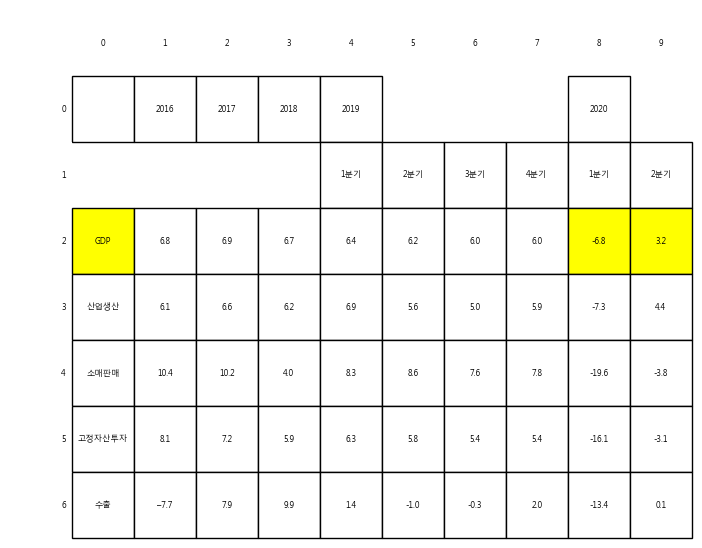 0 1 2 3 4 5 6 7 8 9
0 2016 2017 2018 2019 2020
1 1분기 2분기 3분기 4분기 1분기 2분기
2 GDP 6.8 6.9 6.7 6.4 6.2 6.0 6.0 -6.8 3.2
3 산업생산 6.1 6.6 6.2 6.9 5.6 5.0 5.9 -7.3 4.4
4 소매판매 10.4 10.2 4.0 8.3 8.6 7.6 7.8 -19.6 -3.8
5 고정자산투자 8.1 7.2 5.9 6.3 5.8 5.4 5.4 -16.1 -3.1
6 수출 −7.7 7.9 9.9 1.4 -1.0 -0.3 2.0 -13.4 0.1